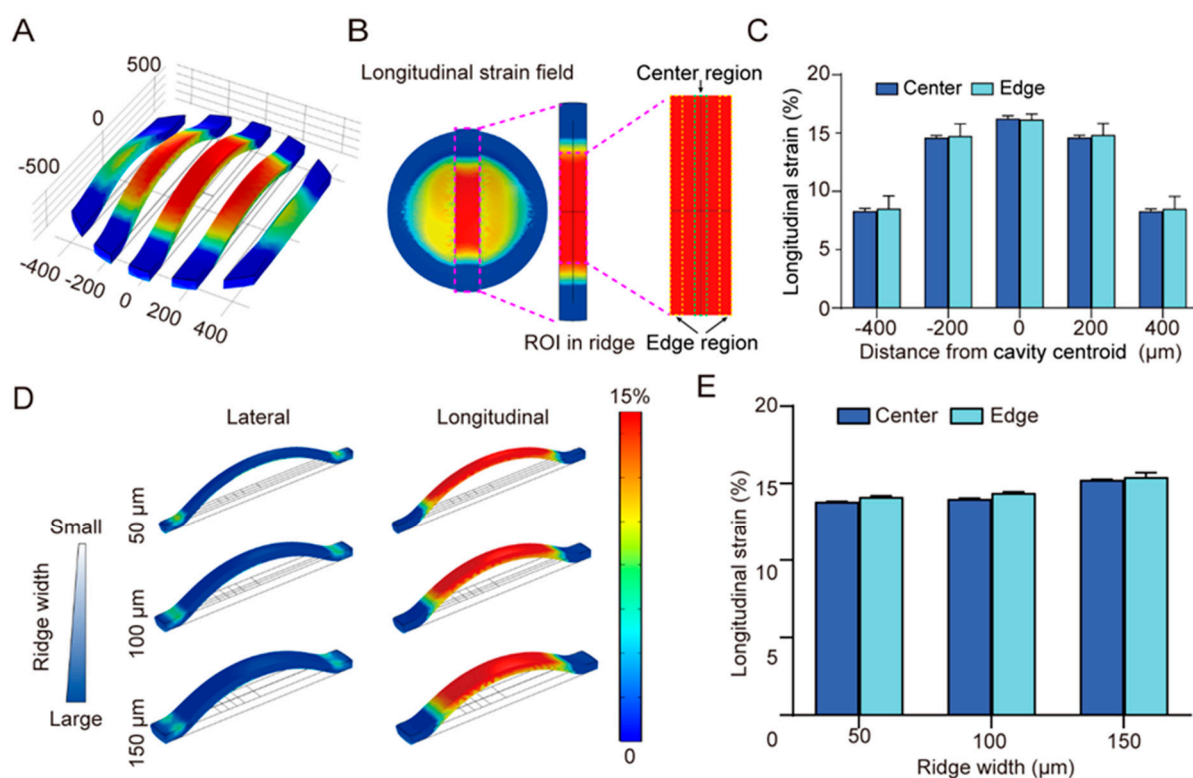 A
500
0
-500
-400
-200
0
200
400
B
Longitudinal strain field
Center region
ROI in ridge
Edge region
C
Longitudinal strain (%)
20
15
10
5
0
Center
Edge
-400
-200
0
200
400
Distance from cavity centroid (μm)
D
Lateral
Longitudinal
15%
0
Small
Ridge width
Large
50 μm
100 μm
150 μm
E
Longitudinal strain (%)
20
15
10
5
0
Center
Edge
50
100
150
Ridge width (μm)